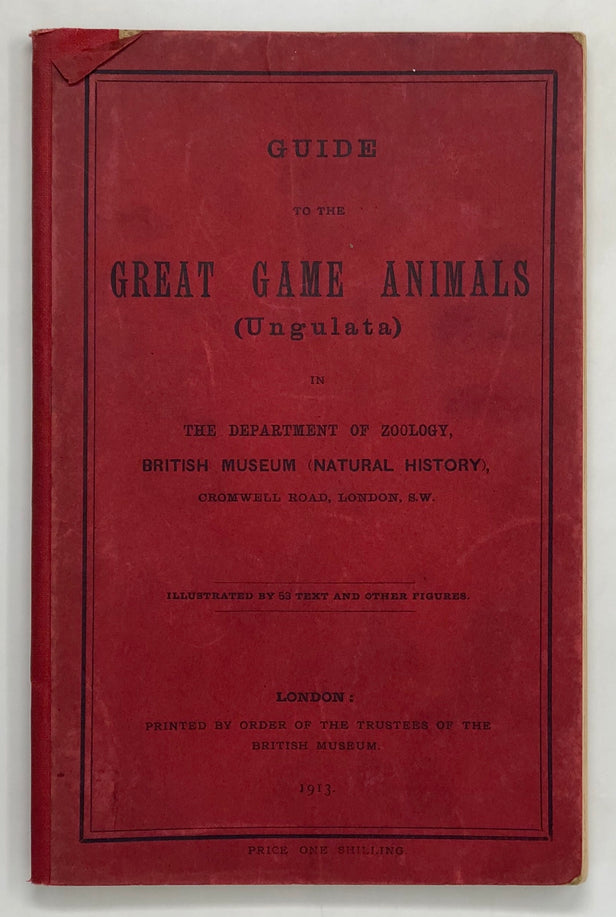 GUIDE
TO THE
GREAT GAME ANIMALS
(Ungulata)
IN
THE DEPARTMENT OF ZOOLOGY,
BRITISH MUSEUM (NATURAL HISTORY),
CROMWELL ROAD, LONDON, S.W.
ILLUSTRATED BY 53 TEXT AND OTHER FIGURES.
LONDON:
PRINTED BY ORDER OF THE TRUSTEES OF THE
BRITISH MUSEUM.
1913.
PRICE ONE SHILLING.